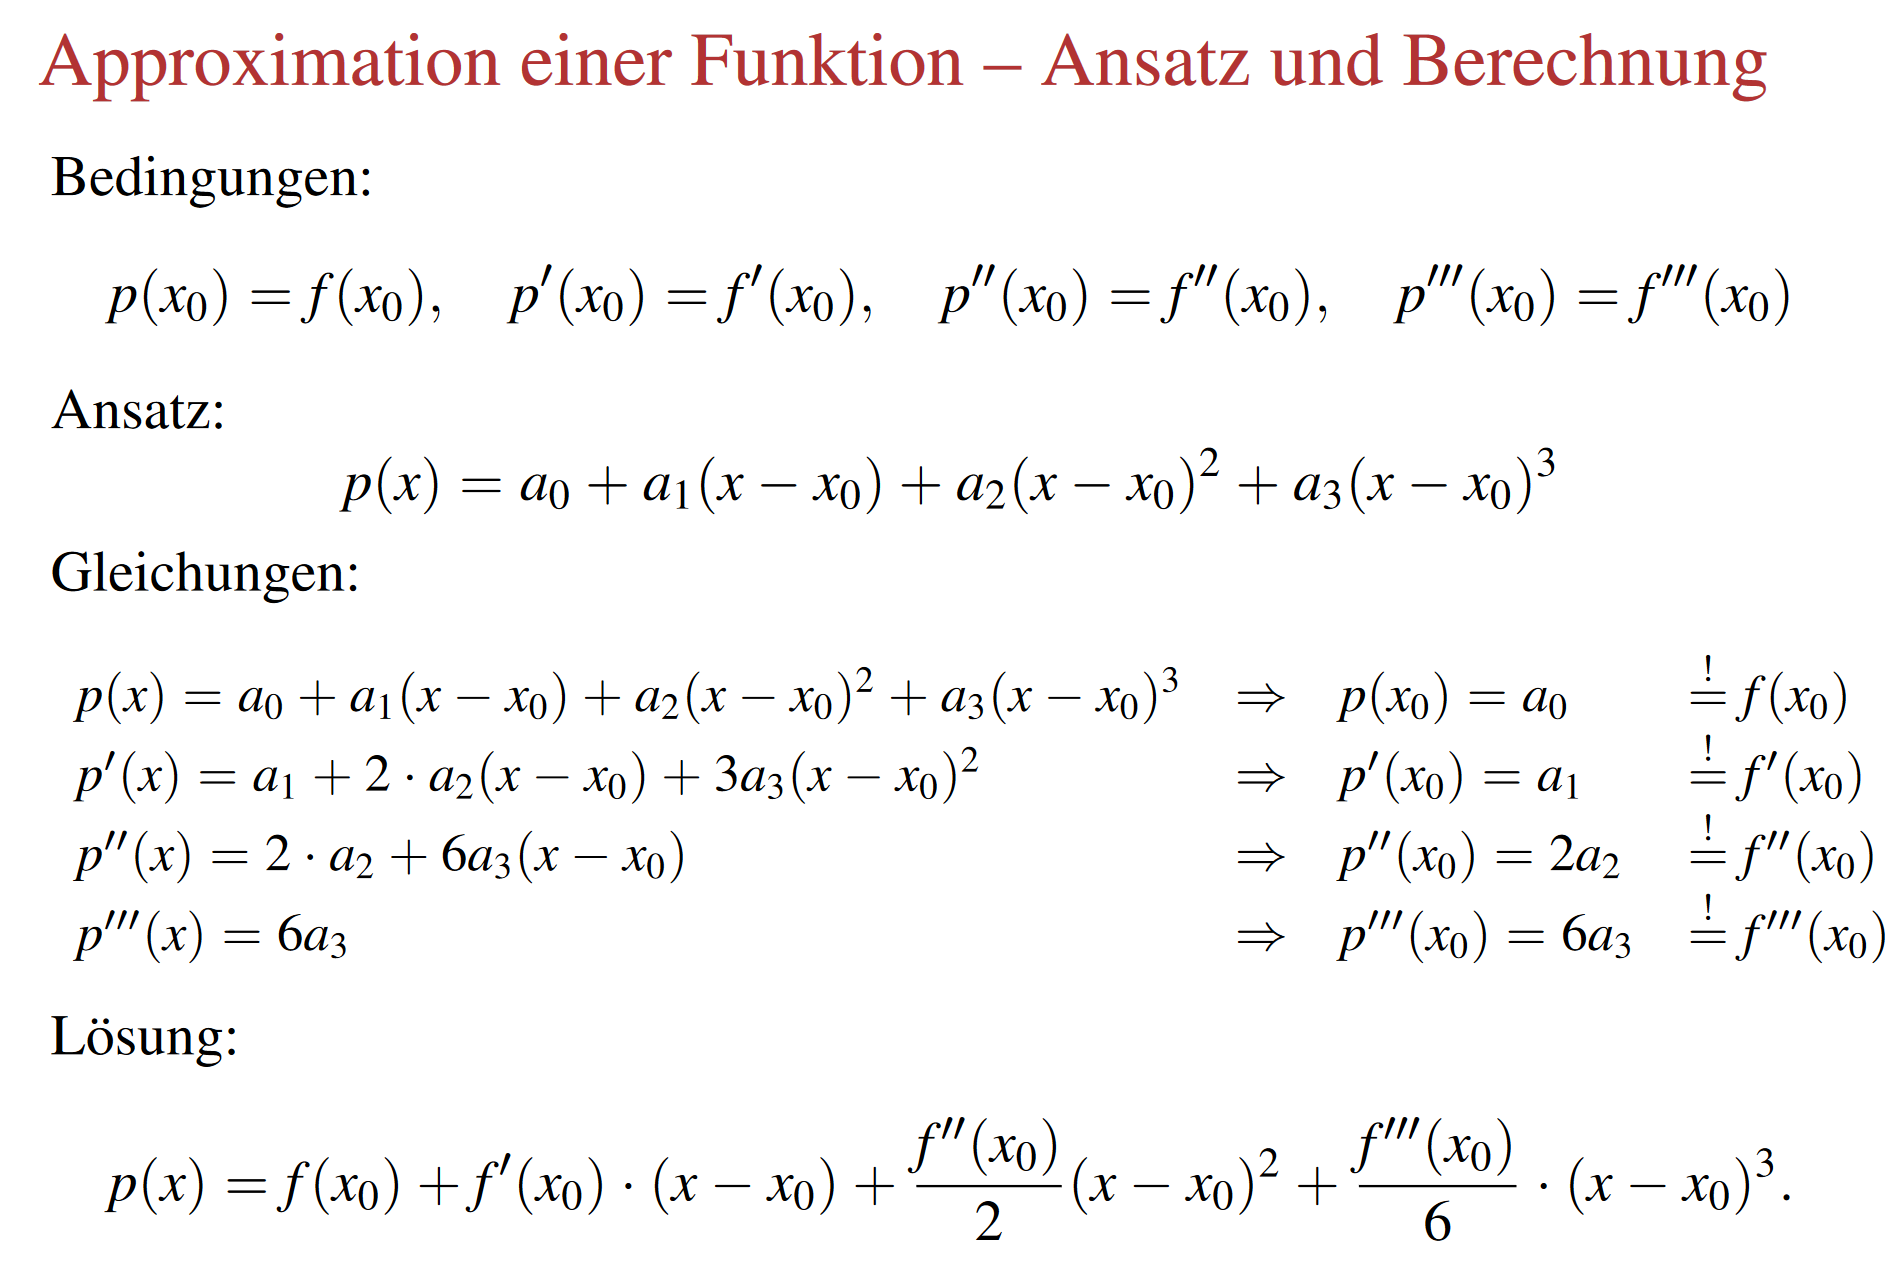 Approximation einer Funktion – Ansatz und Berechnung
Bedingungen:
p(x₀) = f(x₀), p′(x₀) = f′(x₀), p″(x₀) = f″(x₀), p‴(x₀) = f‴(x₀)
Ansatz:
p(x) = a₀ + a₁(x − x₀) + a₂(x − x₀)² + a₃(x − x₀)³
Gleichungen:
p(x) = a₀ + a₁(x − x₀) + a₂(x − x₀)² + a₃(x − x₀)³ ⇒ p(x₀) = a₀ =! f(x₀)
p′(x) = a₁ + 2 · a₂(x − x₀) + 3a₃(x − x₀)² ⇒ p′(x₀) = a₁ =! f′(x₀)
p″(x) = 2 · a₂ + 6a₃(x − x₀) ⇒ p″(x₀) = 2a₂ =! f″(x₀)
p‴(x) = 6a₃ ⇒ p‴(x₀) = 6a₃ =! f‴(x₀)
Lösung:
p(x) = f(x₀) + f′(x₀) · (x − x₀) + f″(x₀)/2 (x − x₀)² + f‴(x₀)/6 · (x − x₀)³.